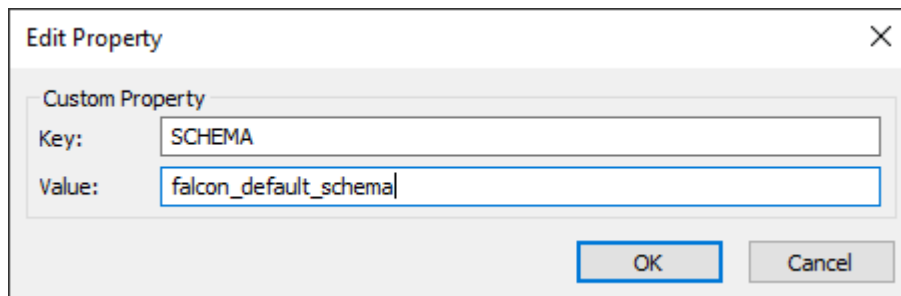 Edit Property
Custom Property
Key: SCHEMA
Value: falcon_default_schema
OK Cancel